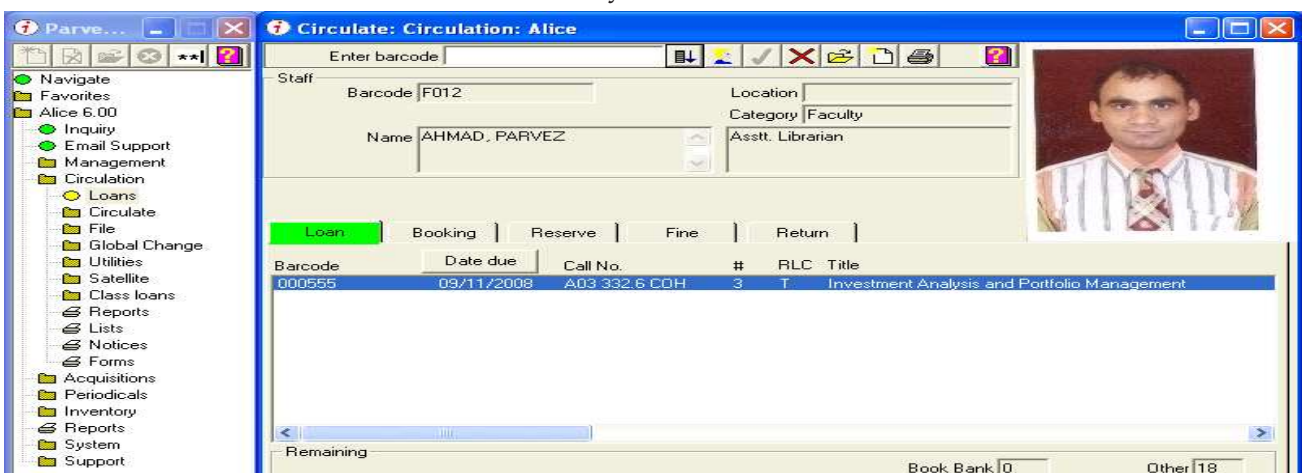 Parve...
**
Navigate
Favorites
Alice 6.00
Inquiry
Email Support
Management
Circulation
Loans
Circulate
File
Global Change
Utilities
Satellite
Class loans
Reports
Lists
Notices
Forms
Acquisitions
Periodicals
Inventory
Reports
System
Support
Circulate: Circulation: Alice
Enter barcode
Staff
Barcode F012 Location
Category Faculty
Name AHMAD, PARVEZ Asstt. Librarian
Loan Booking Reserve Fine Return
Barcode Date due Call No. # RLC Title
000555 09/11/2008 A03 332.6 COH 3 T Investment Analysis and Portfolio Management
Remaining
Book Bank 0 Other 18